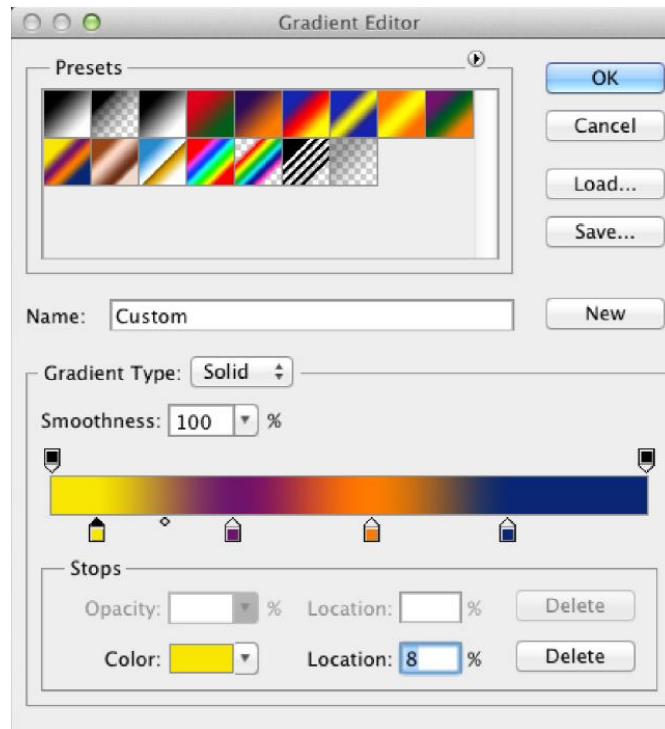 Gradient Editor
Presets
OK
Cancel
Load...
Save...
Name: Custom
New
Gradient Type: Solid
Smoothness: 100 %
Stops
Opacity: % Location: % Delete
Color: Location: 8 % Delete